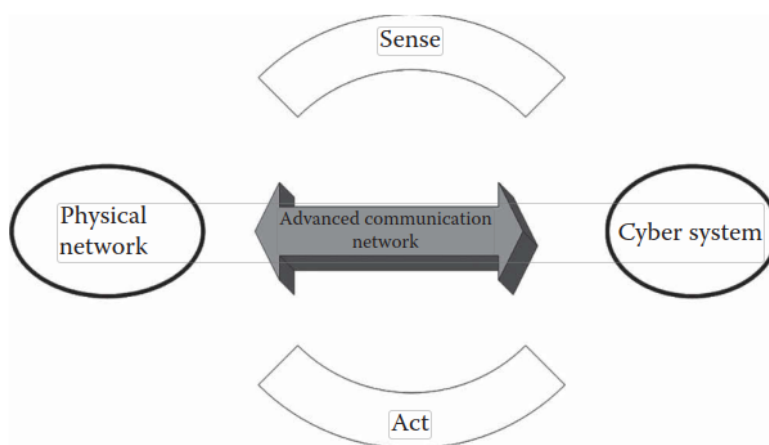 Sense
Physical
network
Advanced communication
network
Cyber system
Act